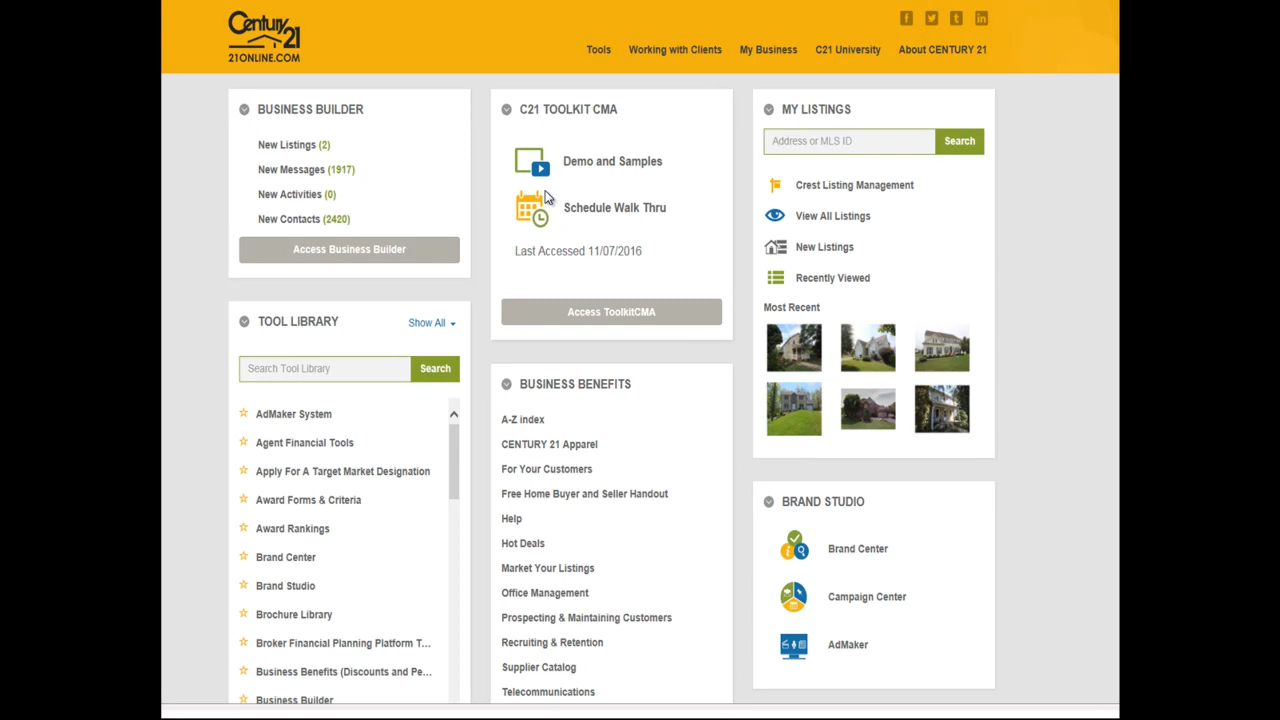 Century 21
21ONLINE.COM
Tools Working with Clients My Business C21 University About CENTURY 21
BUSINESS BUILDER
New Listings (2)
New Messages (1917)
New Activities (0)
New Contacts (2420)
Access Business Builder
TOOL LIBRARY Show All
Search Tool Library Search
AdMaker System
Agent Financial Tools
Apply For A Target Market Designation
Award Forms & Criteria
Award Rankings
Brand Center
Brand Studio
Brochure Library
Broker Financial Planning Platform T...
Business Benefits (Discounts and Pe...
Business Builder
C21 TOOLKIT CMA
Demo and Samples
Schedule Walk Thru
Last Accessed 11/07/2016
Access ToolkitCMA
BUSINESS BENEFITS
A-Z index
CENTURY 21 Apparel
For Your Customers
Free Home Buyer and Seller Handout
Help
Hot Deals
Market Your Listings
Office Management
Prospecting & Maintaining Customers
Recruiting & Retention
Supplier Catalog
Telecommunications
MY LISTINGS
Address or MLS ID Search
Crest Listing Management
View All Listings
New Listings
Recently Viewed
Most Recent
BRAND STUDIO
Brand Center
Campaign Center
AdMaker